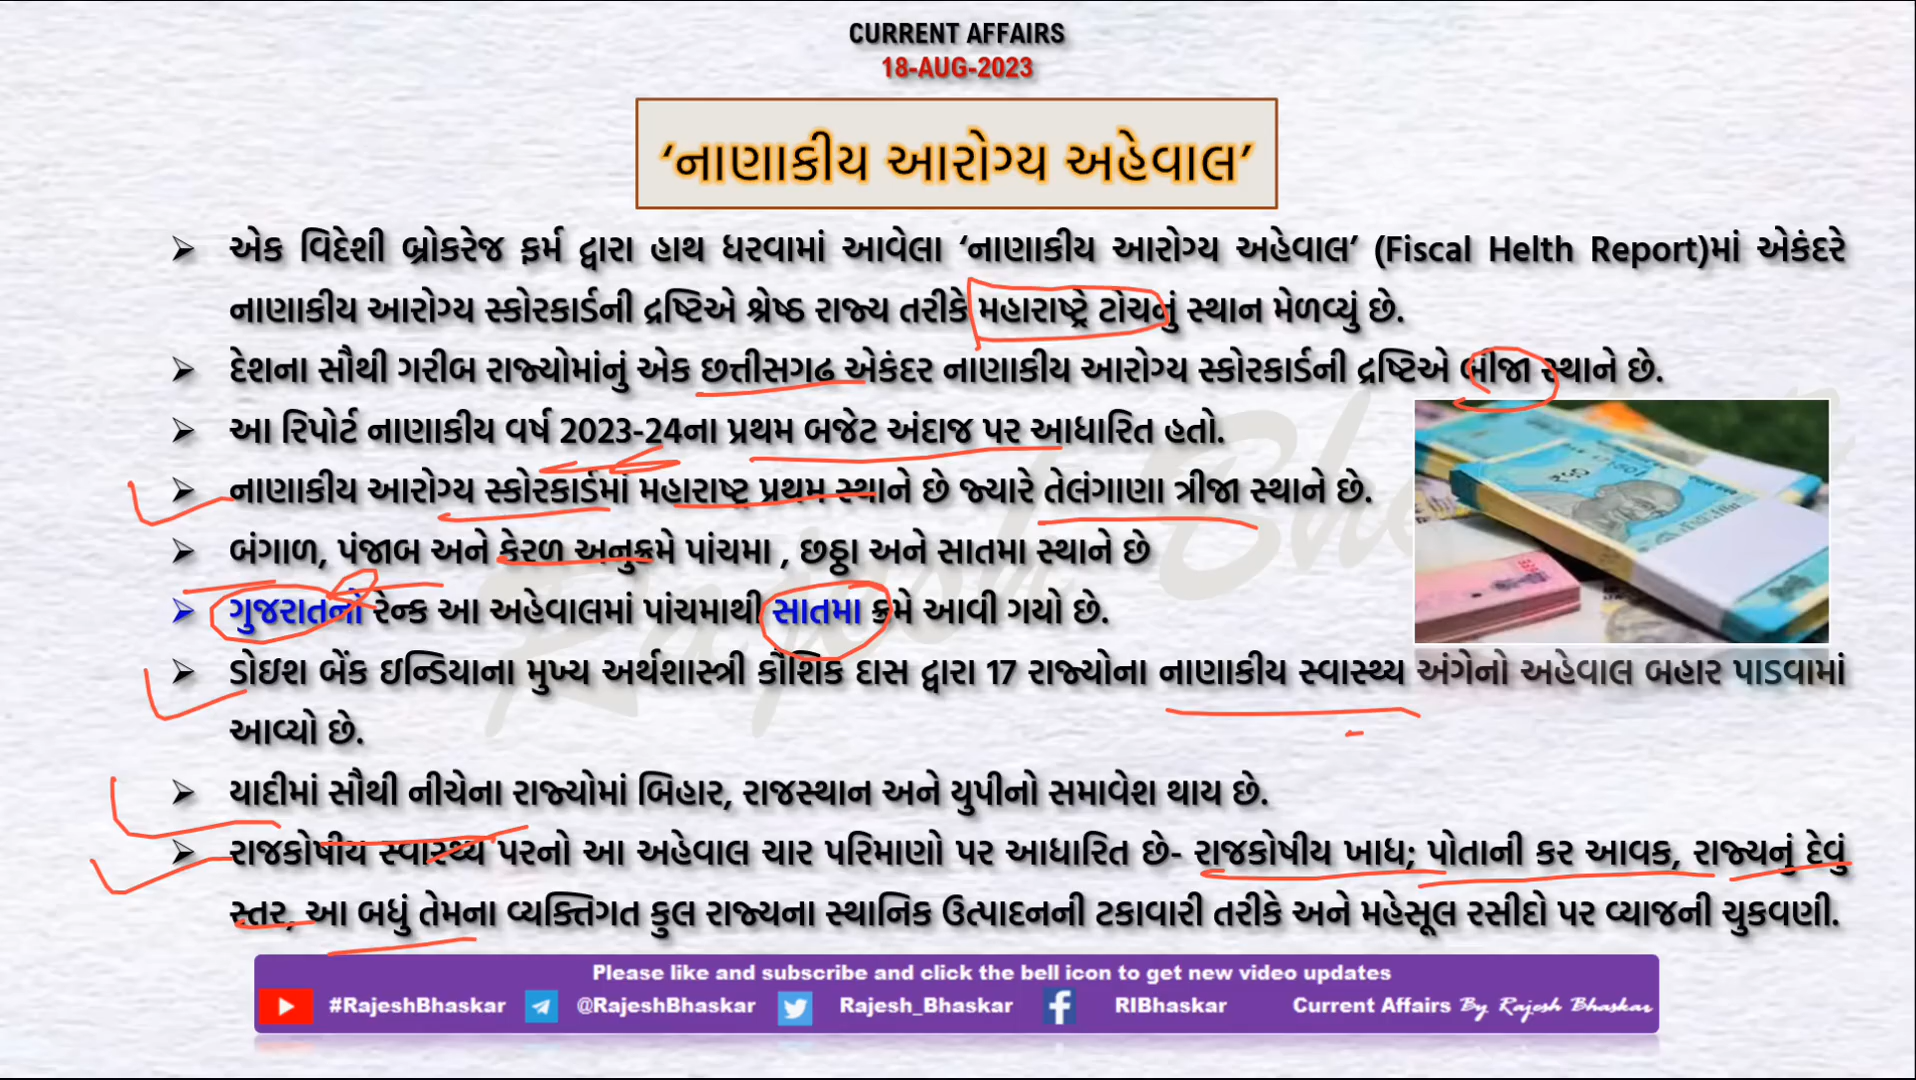 CURRENT AFFAIRS
18-AUG-2023
‘નાણાકીય આરોગ્ય અહેવાલ’
➢ એક વિદેશી બ્રોકરેજ ફર્મ દ્વારા હાથ ધરવામાં આવેલા ‘નાણાકીય આરોગ્ય અહેવાલ’ (Fiscal Helth Report)માં એકંદરે
નાણાકીય આરોગ્ય સ્કોરકાર્ડની દ્રષ્ટિએ શ્રેષ્ઠ રાજ્ય તરીકે મહારાષ્ટ્રે ટોચનું સ્થાન મેળવ્યું છે.
➢ દેશના સૌથી ગરીબ રાજ્યોમાંનું એક છત્તીસગઢ એકંદર નાણાકીય આરોગ્ય સ્કોરકાર્ડની દ્રષ્ટિએ બીજા સ્થાને છે.
➢ આ રિપોર્ટ નાણાકીય વર્ષ 2023-24ના પ્રથમ બજેટ અંદાજ પર આધારિત હતો.
➢ નાણાકીય આરોગ્ય સ્કોરકાર્ડમાં મહારાષ્ટ્ર પ્રથમ સ્થાને છે જ્યારે તેલંગાણા ત્રીજા સ્થાને છે.
➢ બંગાળ, પંજાબ અને કેરળ અનુક્રમે પાંચમા , છઠ્ઠા અને સાતમા સ્થાને છે
➢ ગુજરાતનો રેન્ક આ અહેવાલમાં પાંચમાથી સાતમા ક્રમે આવી ગયો છે.
➢ ડોઇશ બેંક ઇન્ડિયાના મુખ્ય અર્થશાસ્ત્રી કૌશિક દાસ દ્વારા 17 રાજ્યોના નાણાકીય સ્વાસ્થ્ય અંગેનો અહેવાલ બહાર પાડવામાં
આવ્યો છે.
➢ યાદીમાં સૌથી નીચેના રાજ્યોમાં બિહાર, રાજસ્થાન અને યુપીનો સમાવેશ થાય છે.
➢ રાજકોષીય સ્વાસ્થ્ય પરનો આ અહેવાલ ચાર પરિમાણો પર આધારિત છે- રાજકોષીય ખાધ; પોતાની કર આવક, રાજ્યનું દેવું
સ્તર, આ બધું તેમના વ્યક્તિગત કુલ રાજ્યના સ્થાનિક ઉત્પાદનની ટકાવારી તરીકે અને મહેસૂલ રસીદો પર વ્યાજની ચુકવણી.
Please like and subscribe and click the bell icon to get new video updates
#RajeshBhaskar @RajeshBhaskar Rajesh_Bhaskar RIBhaskar Current Affairs By Rajesh Bhaskar